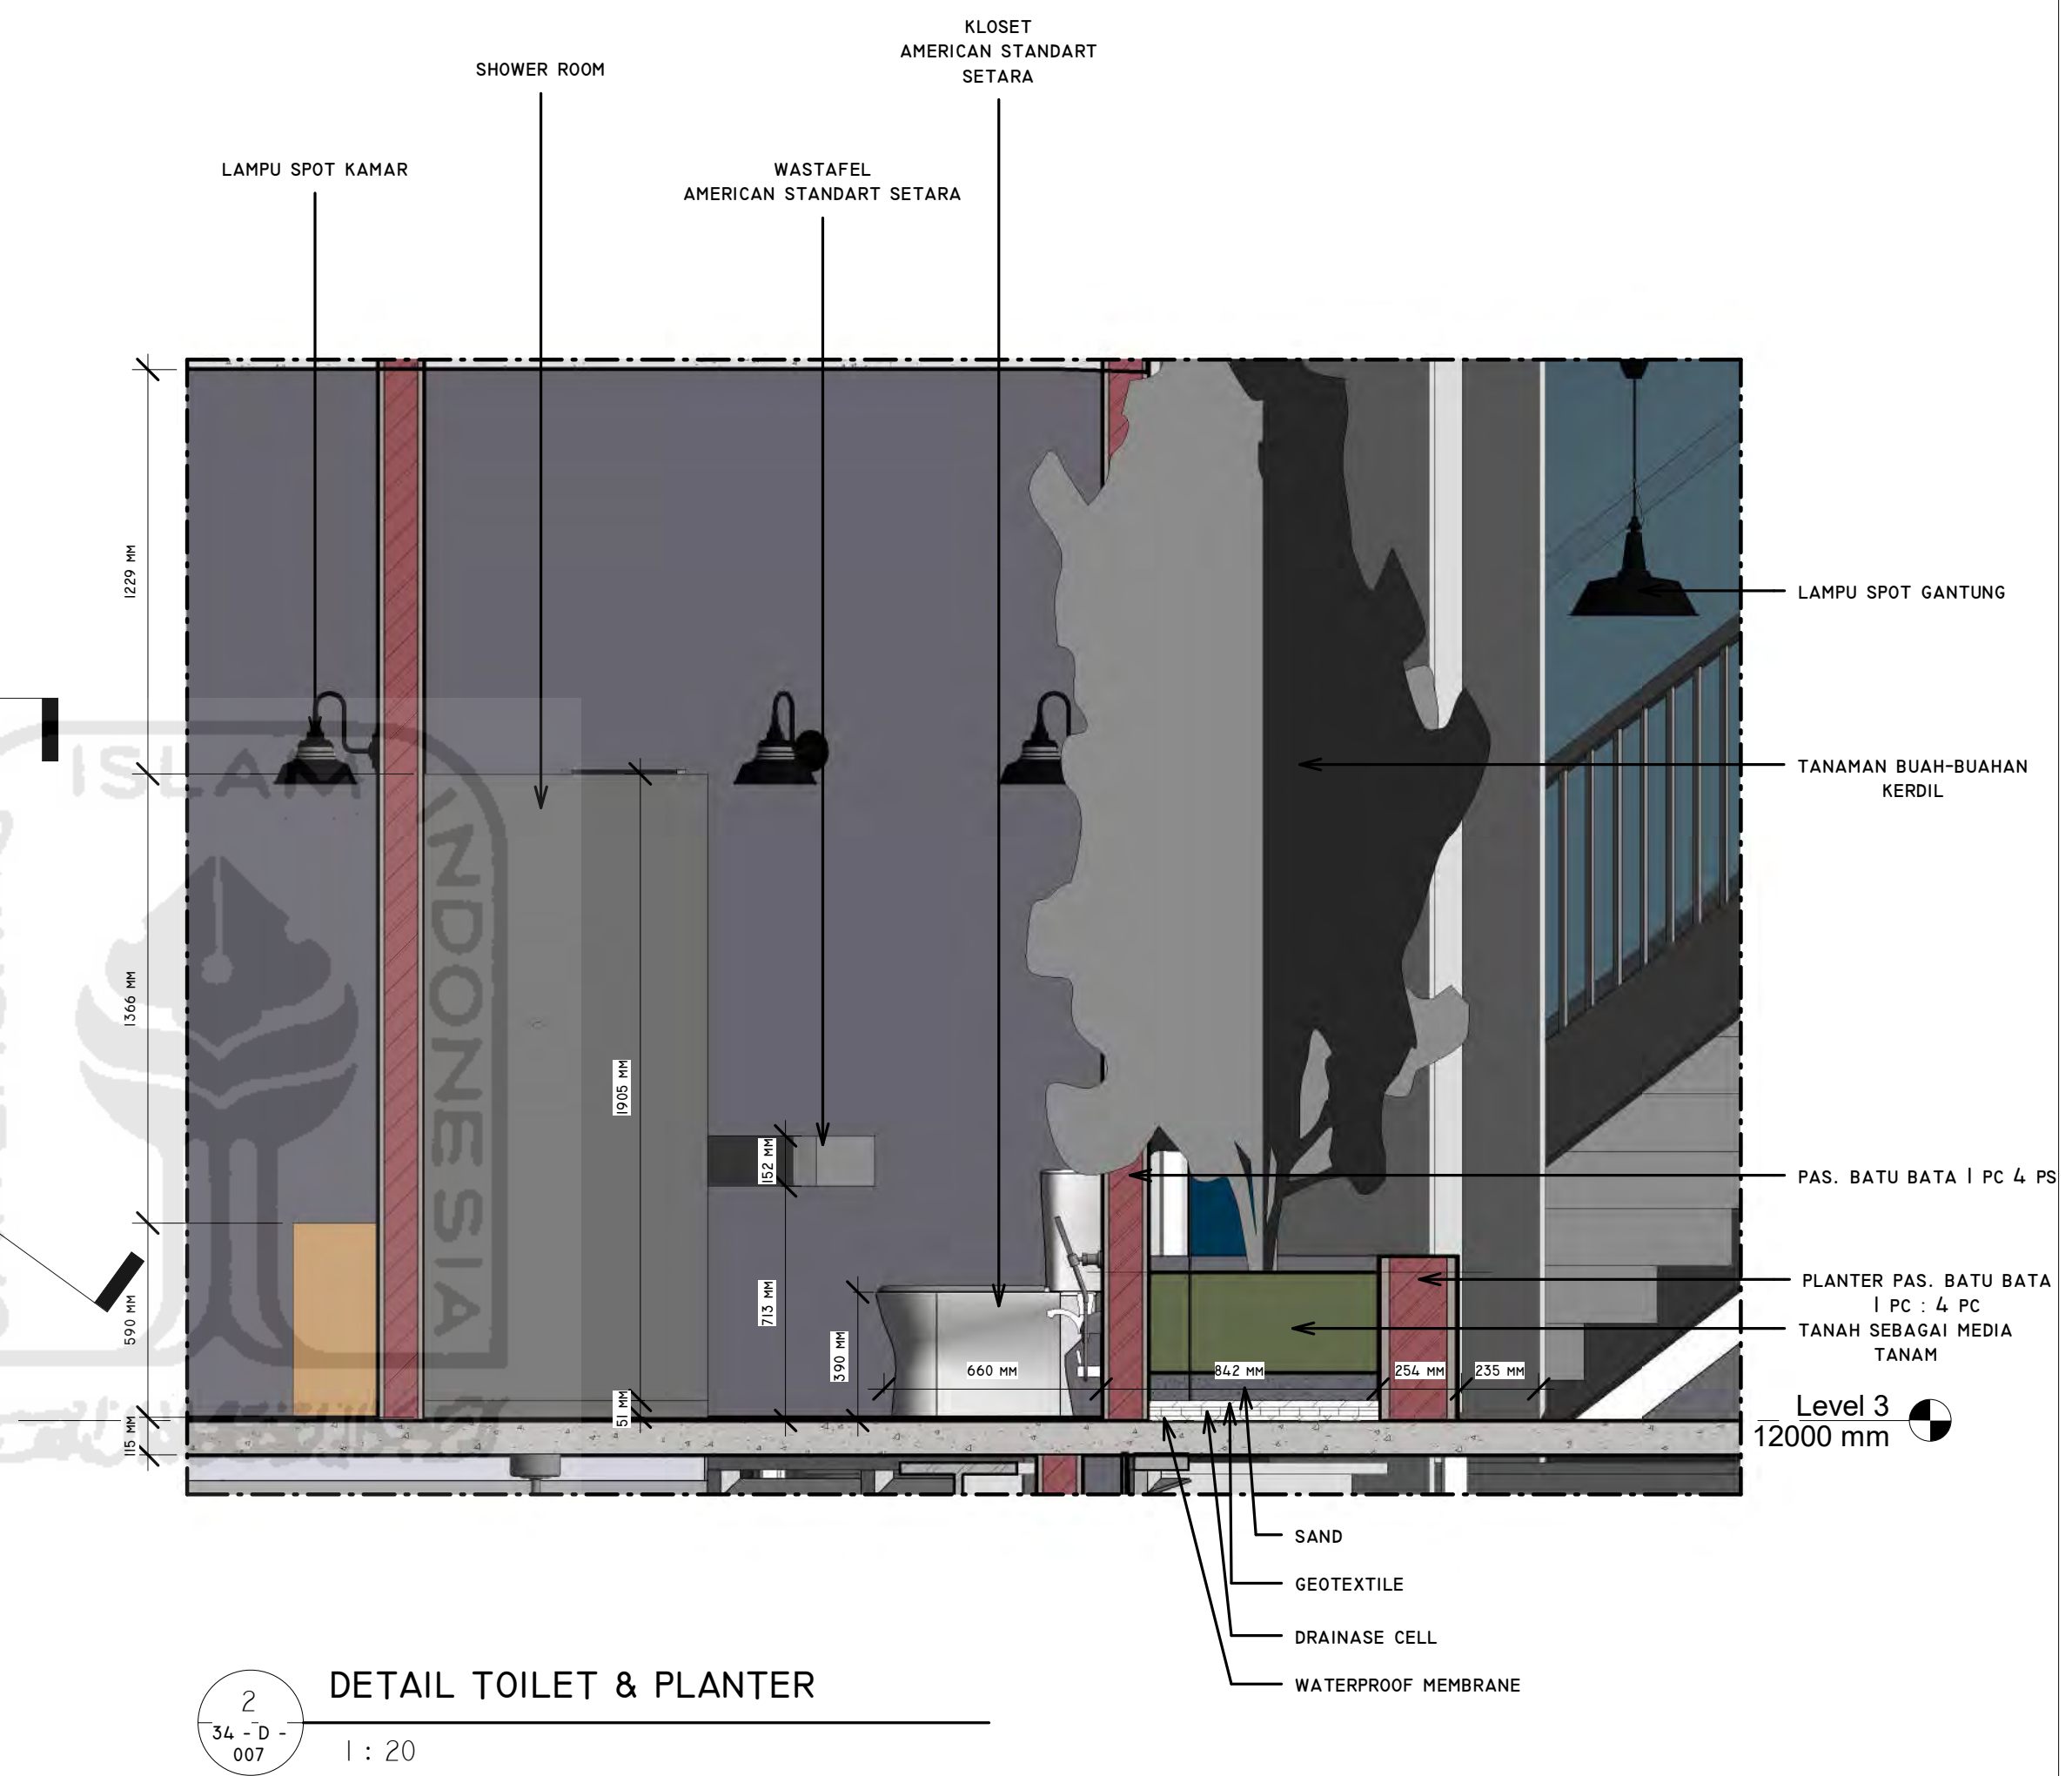 KLOSET
AMERICAN STANDART
SETARA
SHOWER ROOM
LAMPU SPOT KAMAR
WASTAFEL
AMERICAN STANDART SETARA
1229 MM
LAMPU SPOT GANTUNG
ISLAM
INDONESIA
TANAMAN BUAH-BUAHAN
KERDIL
1366 MM
1905 MM
152 MM
PAS. BATU BATA 1 PC 4 PS
590 MM
713 MM
390 MM
PLANTER PAS. BATU BATA
1 PC : 4 PC
TANAH SEBAGAI MEDIA
TANAM
660 MM
842 MM
254 MM
235 MM
51 MM
115 MM
Level 3
12000 mm
SAND
GEOTEXTILE
DRAINASE CELL
WATERPROOF MEMBRANE
2
34 - D -
007
DETAIL TOILET & PLANTER
1 : 20